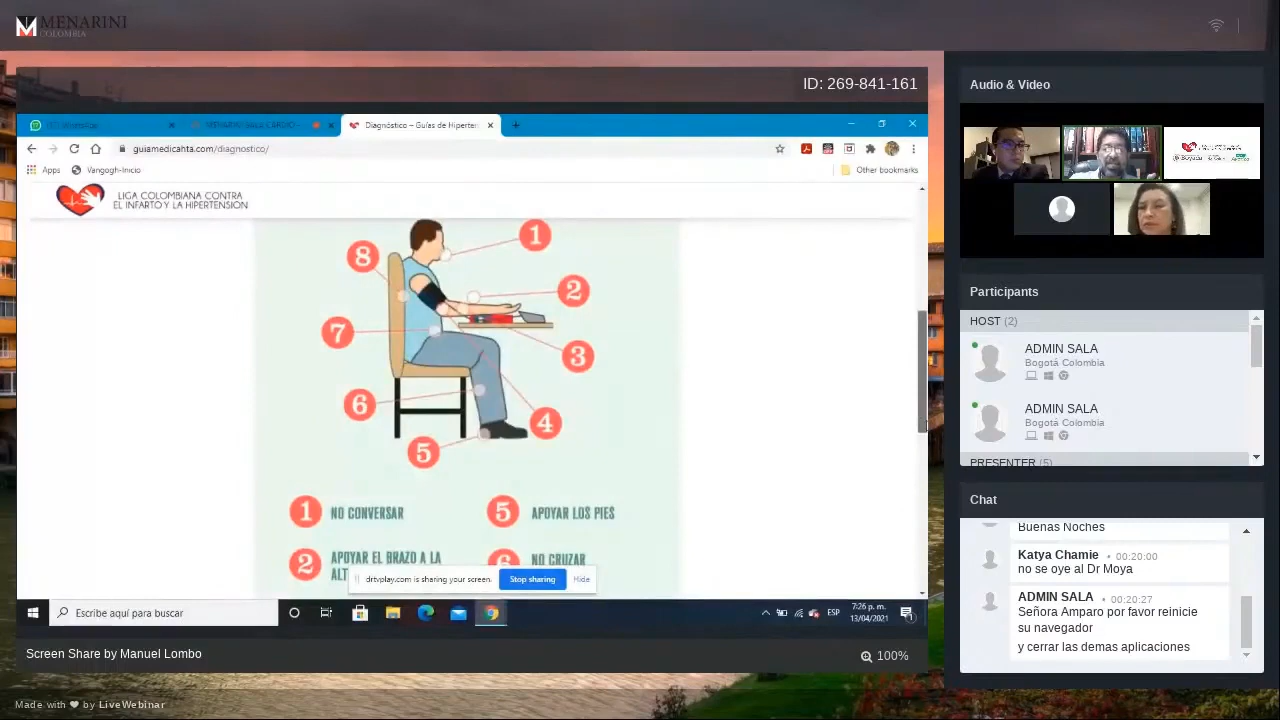 MENARINI
COLOMBIA
ID: 269-841-161
Diagnóstico – Guías de Hiperten
guiamedicahta.com/diagnostico/
Apps
Vangogh-Inicio
Other bookmarks
LIGA COLOMBIANA CONTRA
EL INFARTO Y LA HIPERTENSION
1
8
2
7
3
6
4
5
1 NO CONVERSAR
5 APOYAR LOS PIES
2 APOYAR EL BRAZO A LA
NO CRUZAR
drtvplay.com is sharing your screen.
Stop sharing
Hide
Escribe aquí para buscar
ESP
7:26 p. m.
13/04/2021
Screen Share by Manuel Lombo
100%
Made with ❤ by LiveWebinar
Audio & Video
Participants
HOST (2)
ADMIN SALA
Bogotá Colombia
ADMIN SALA
Bogota Colombia
PRESENTER (5)
Chat
Buenas Noches
Katya Chamie • 00:20:00
no se oye al Dr Moya
ADMIN SALA • 00:20:27
Señora Amparo por favor reinicie
su navegador
y cerrar las demas aplicaciones